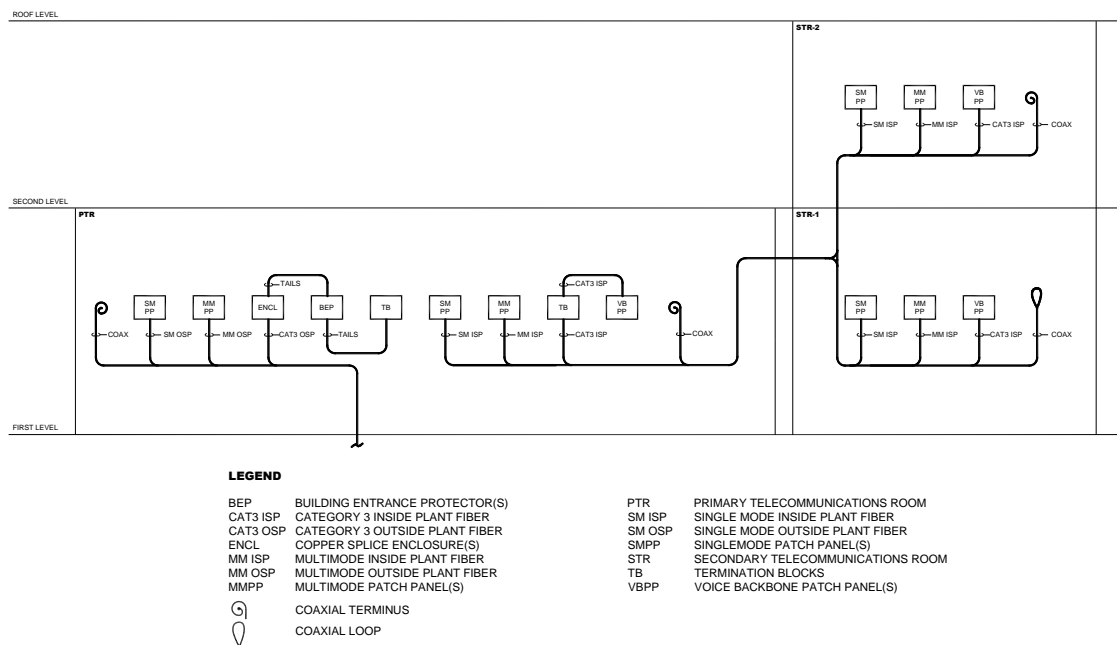 ROOF LEVEL
STR-2
SM PP
MM PP
VB PP
SM ISP
MM ISP
CAT3 ISP
COAX
SECOND LEVEL
PTR
STR-1
TAILS
CAT3 ISP
SM PP
MM PP
ENCL
BEP
TB
SM PP
MM PP
TB
VB PP
SM PP
MM PP
VB PP
COAX
SM OSP
MM OSP
CAT3 OSP
TAILS
SM ISP
MM ISP
CAT3 ISP
COAX
SM ISP
MM ISP
CAT3 ISP
COAX
FIRST LEVEL
LEGEND
BEP BUILDING ENTRANCE PROTECTOR(S)
CAT3 ISP CATEGORY 3 INSIDE PLANT FIBER
CAT3 OSP CATEGORY 3 OUTSIDE PLANT FIBER
ENCL COPPER SPLICE ENCLOSURE(S)
MM ISP MULTIMODE INSIDE PLANT FIBER
MM OSP MULTIMODE OUTSIDE PLANT FIBER
MMPP MULTIMODE PATCH PANEL(S)
COAXIAL TERMINUS
COAXIAL LOOP
PTR PRIMARY TELECOMMUNICATIONS ROOM
SM ISP SINGLE MODE INSIDE PLANT FIBER
SM OSP SINGLE MODE OUTSIDE PLANT FIBER
SMPP SINGLEMODE PATCH PANEL(S)
STR SECONDARY TELECOMMUNICATIONS ROOM
TB TERMINATION BLOCKS
VBPP VOICE BACKBONE PATCH PANEL(S)